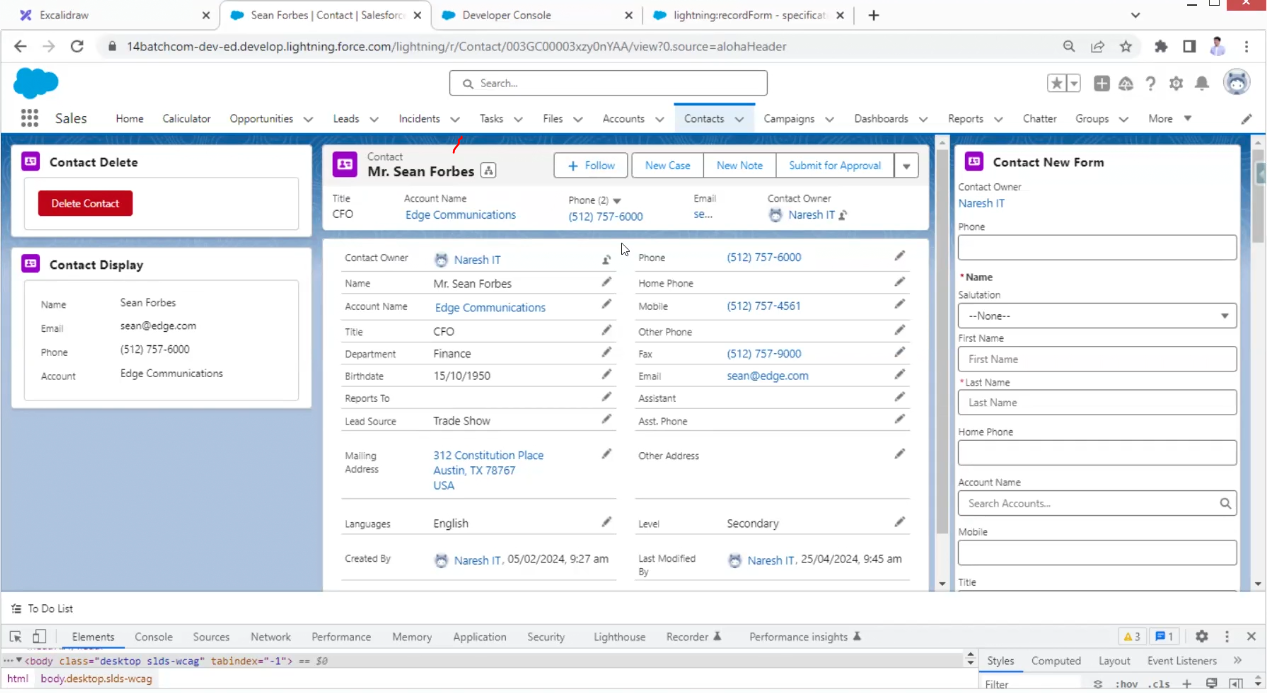 Excalidraw
Sean Forbes | Contact | Salesforc
Developer Console
lightning:recordForm - specificat
14batchcom-dev-ed.develop.lightning.force.com/lightning/r/Contact/003GC00003xzy0nYAA/view?0.source=alohaHeader
Search...
Sales Home Calculator Opportunities Leads Incidents Tasks Files Accounts Contacts Campaigns Dashboards Reports Chatter Groups More
Contact Delete
Delete Contact
Contact Display
Name Sean Forbes
Email sean@edge.com
Phone (512) 757-6000
Account Edge Communications
Contact
Mr. Sean Forbes
Follow New Case New Note Submit for Approval
Title Account Name Phone (2) Email Contact Owner
CFO Edge Communications (512) 757-6000 se... Naresh IT
Contact Owner Naresh IT Phone (512) 757-6000
Name Mr. Sean Forbes Home Phone
Account Name Edge Communications Mobile (512) 757-4561
Title CFO Other Phone
Department Finance Fax (512) 757-9000
Birthdate 15/10/1950 Email sean@edge.com
Reports To Assistant
Lead Source Trade Show Asst. Phone
Mailing Address 312 Constitution Place Other Address
Austin, TX 78767
USA
Languages English Level Secondary
Created By Naresh IT, 05/02/2024, 9:27 am Last Modified By Naresh IT, 25/04/2024, 9:45 am
Contact New Form
Contact Owner
Naresh IT
Phone
*Name
Salutation
--None--
First Name
First Name
*Last Name
Last Name
Home Phone
Account Name
Search Accounts...
Mobile
Title
To Do List
Elements Console Sources Network Performance Memory Application Security Lighthouse Recorder Performance insights 3 1
<body class="desktop slds-wcag" tabindex="-1"> == $0
html body.desktop.slds-wcag
Styles Computed Layout Event Listeners
Filter :hov .cls